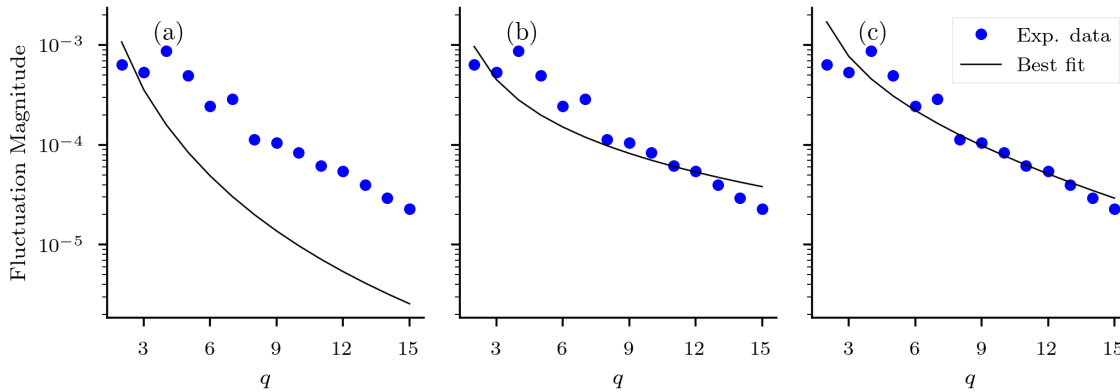 (a)
(b)
(c)
Exp. data
Best fit
Fluctuation Magnitude
10⁻³
10⁻⁴
10⁻⁵
3 6 9 12 15
3 6 9 12 15
3 6 9 12 15
q
q
q